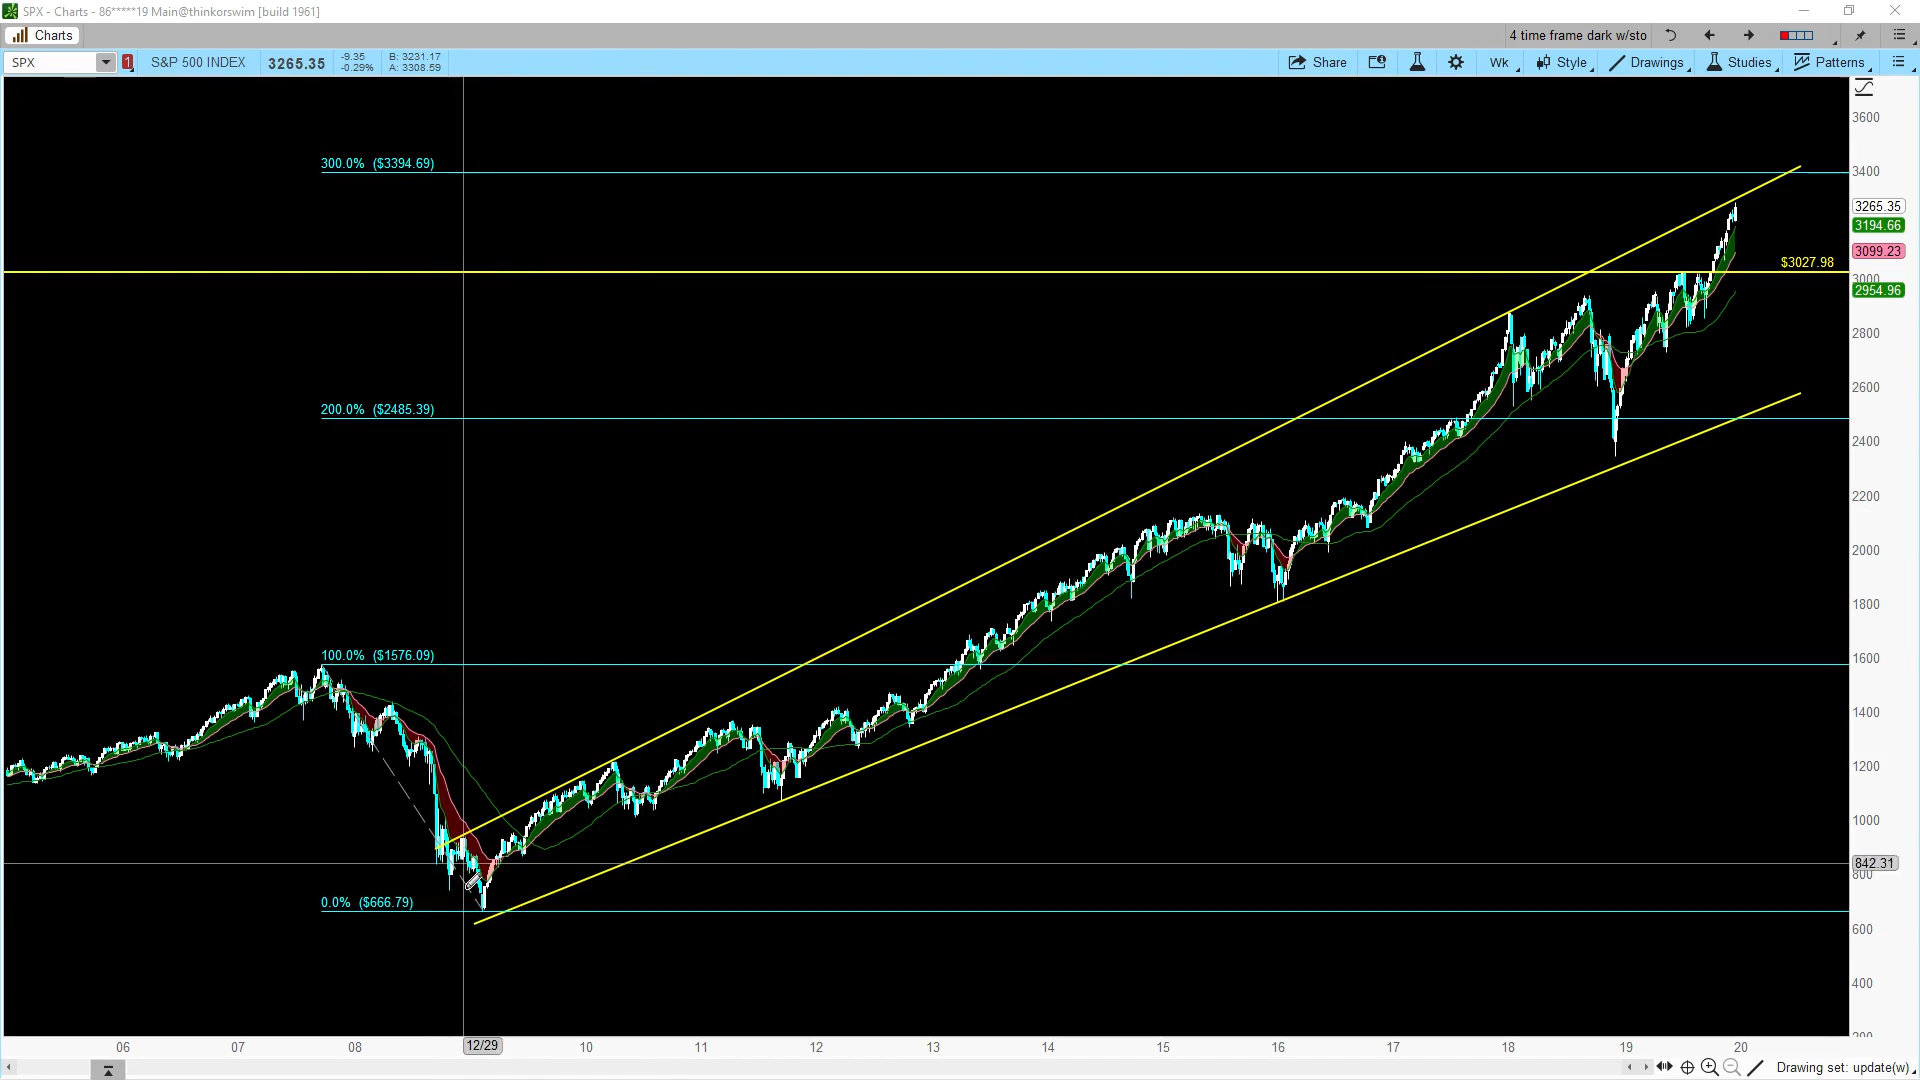 SPX - Charts - 86*****19 Main@thinkorswim [build 1961]
Charts
4 time frame dark w/sto
SPX
1
S&P 500 INDEX
3265.35
-9.35
-0.29%
B: 3231.17
A: 3308.59
Share
Wk
Style
Drawings
Studies
Patterns
3600
300.0% ($3394.69)
3400
3265.35
3194.66
3099.23
$3027.98
3000
2954.96
2800
2600
200.0% ($2485.39)
2400
2200
2000
1800
100.0% ($1576.09)
1600
1400
1200
1000
842.31
800
0.0% ($666.79)
600
400
200
06 07 08 12/29 10 11 12 13 14 15 16 17 18 19 20
Drawing set: update(w)